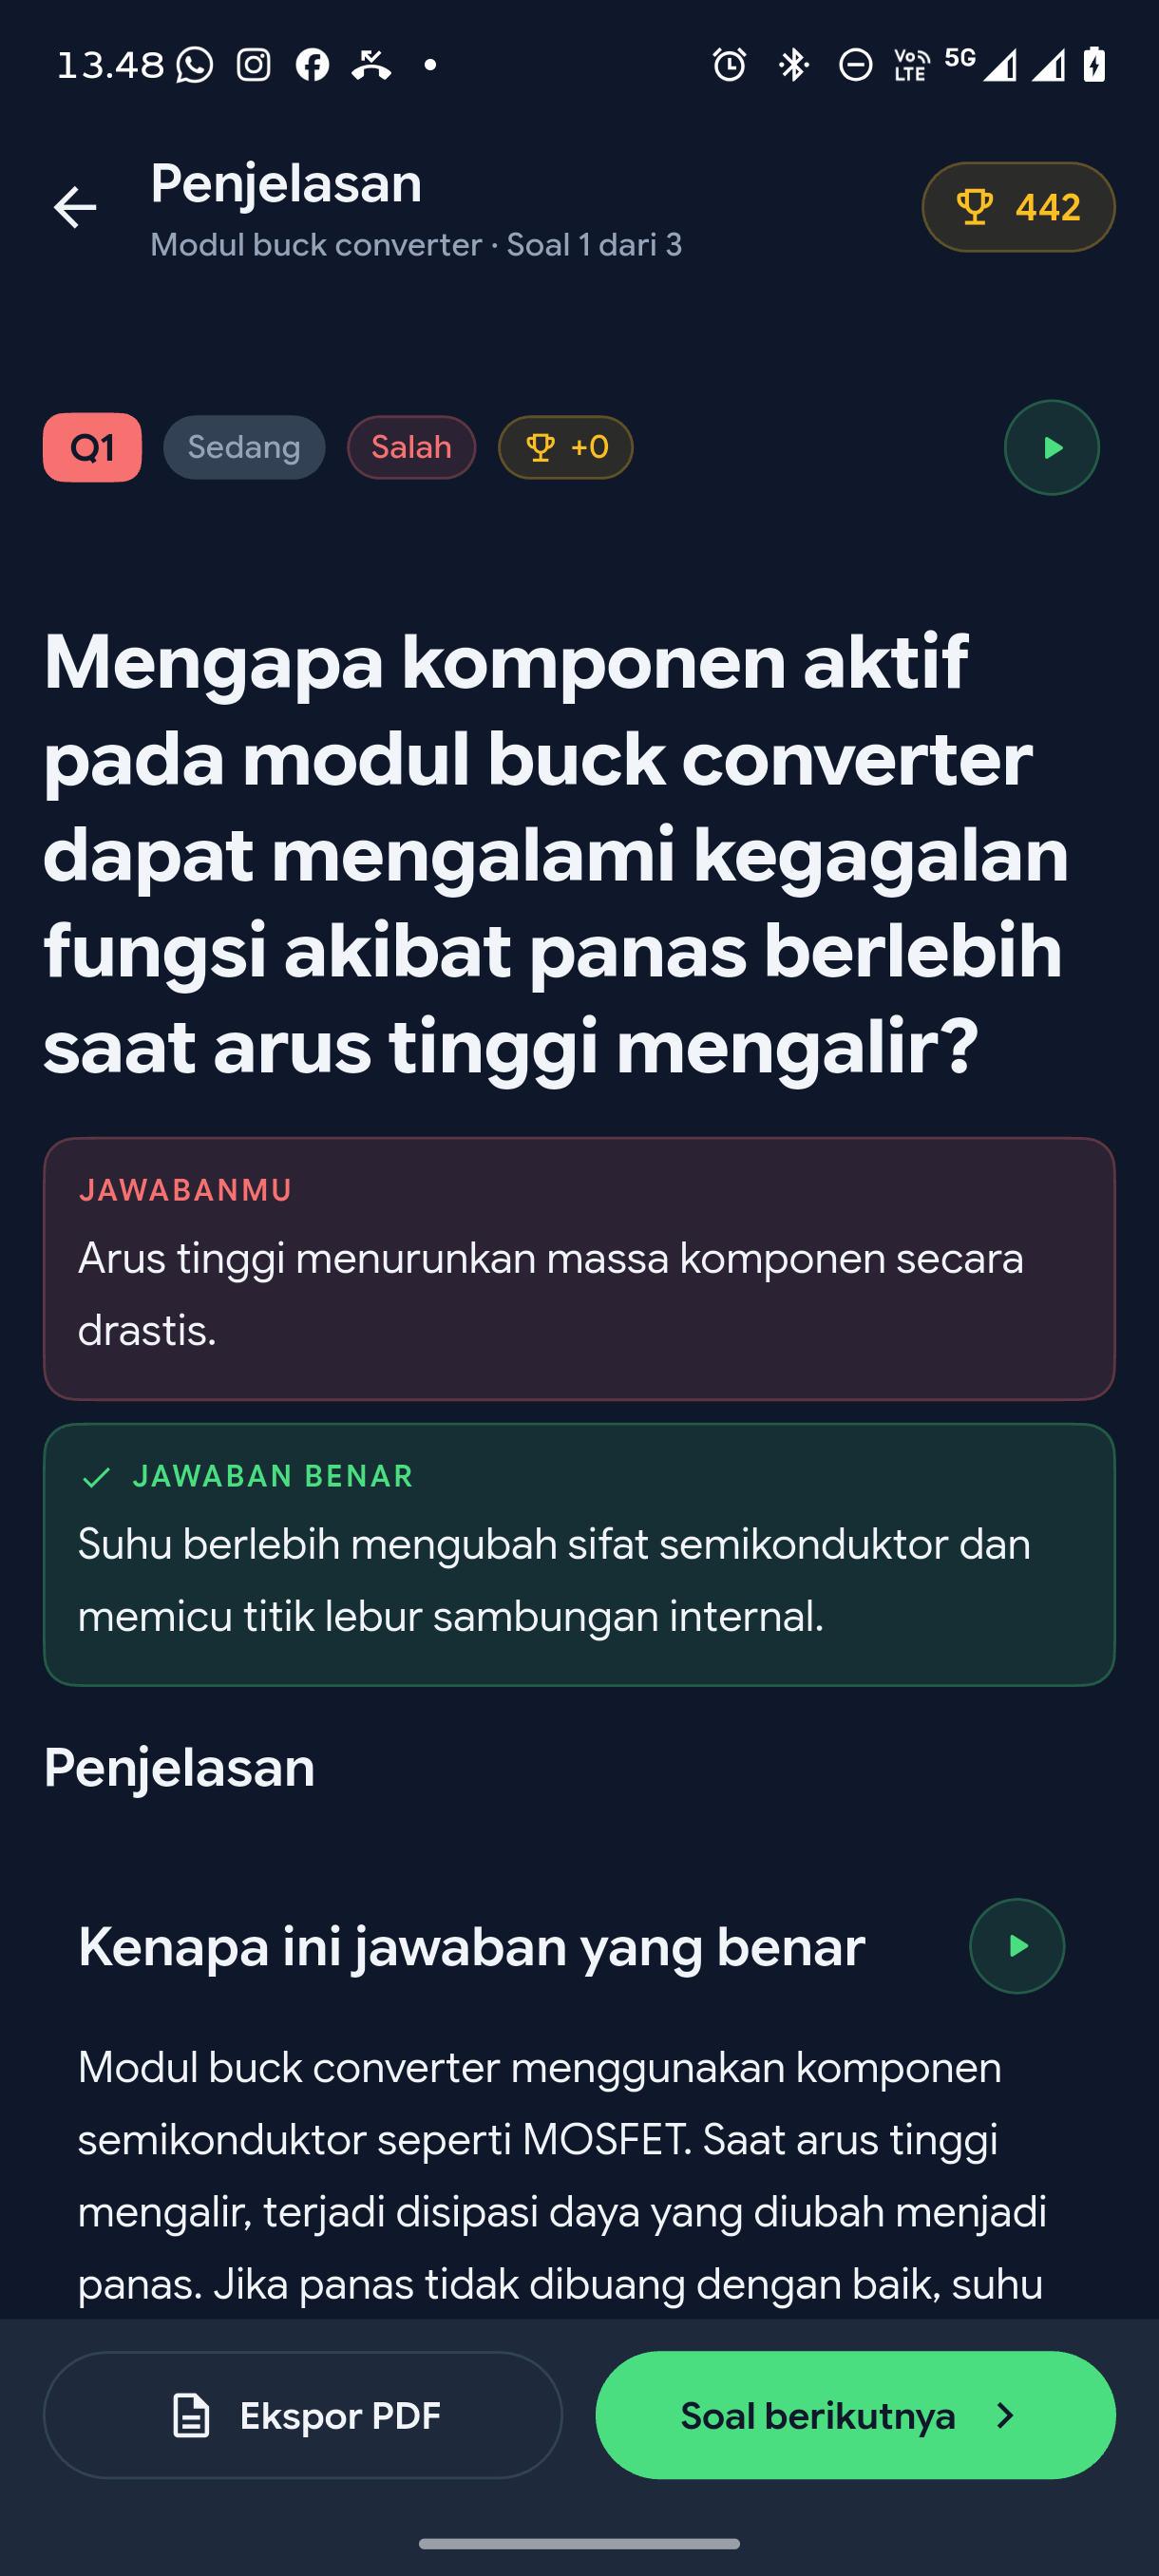 13.48
VoLTE 5G
Penjelasan
Modul buck converter · Soal 1 dari 3
442
Q1 Sedang Salah +0
Mengapa komponen aktif
pada modul buck converter
dapat mengalami kegagalan
fungsi akibat panas berlebih
saat arus tinggi mengalir?
JAWABANMU
Arus tinggi menurunkan massa komponen secara
drastis.
JAWABAN BENAR
Suhu berlebih mengubah sifat semikonduktor dan
memicu titik lebur sambungan internal.
Penjelasan
Kenapa ini jawaban yang benar
Modul buck converter menggunakan komponen
semikonduktor seperti MOSFET. Saat arus tinggi
mengalir, terjadi disipasi daya yang diubah menjadi
panas. Jika panas tidak dibuang dengan baik, suhu
Ekspor PDF
Soal berikutnya